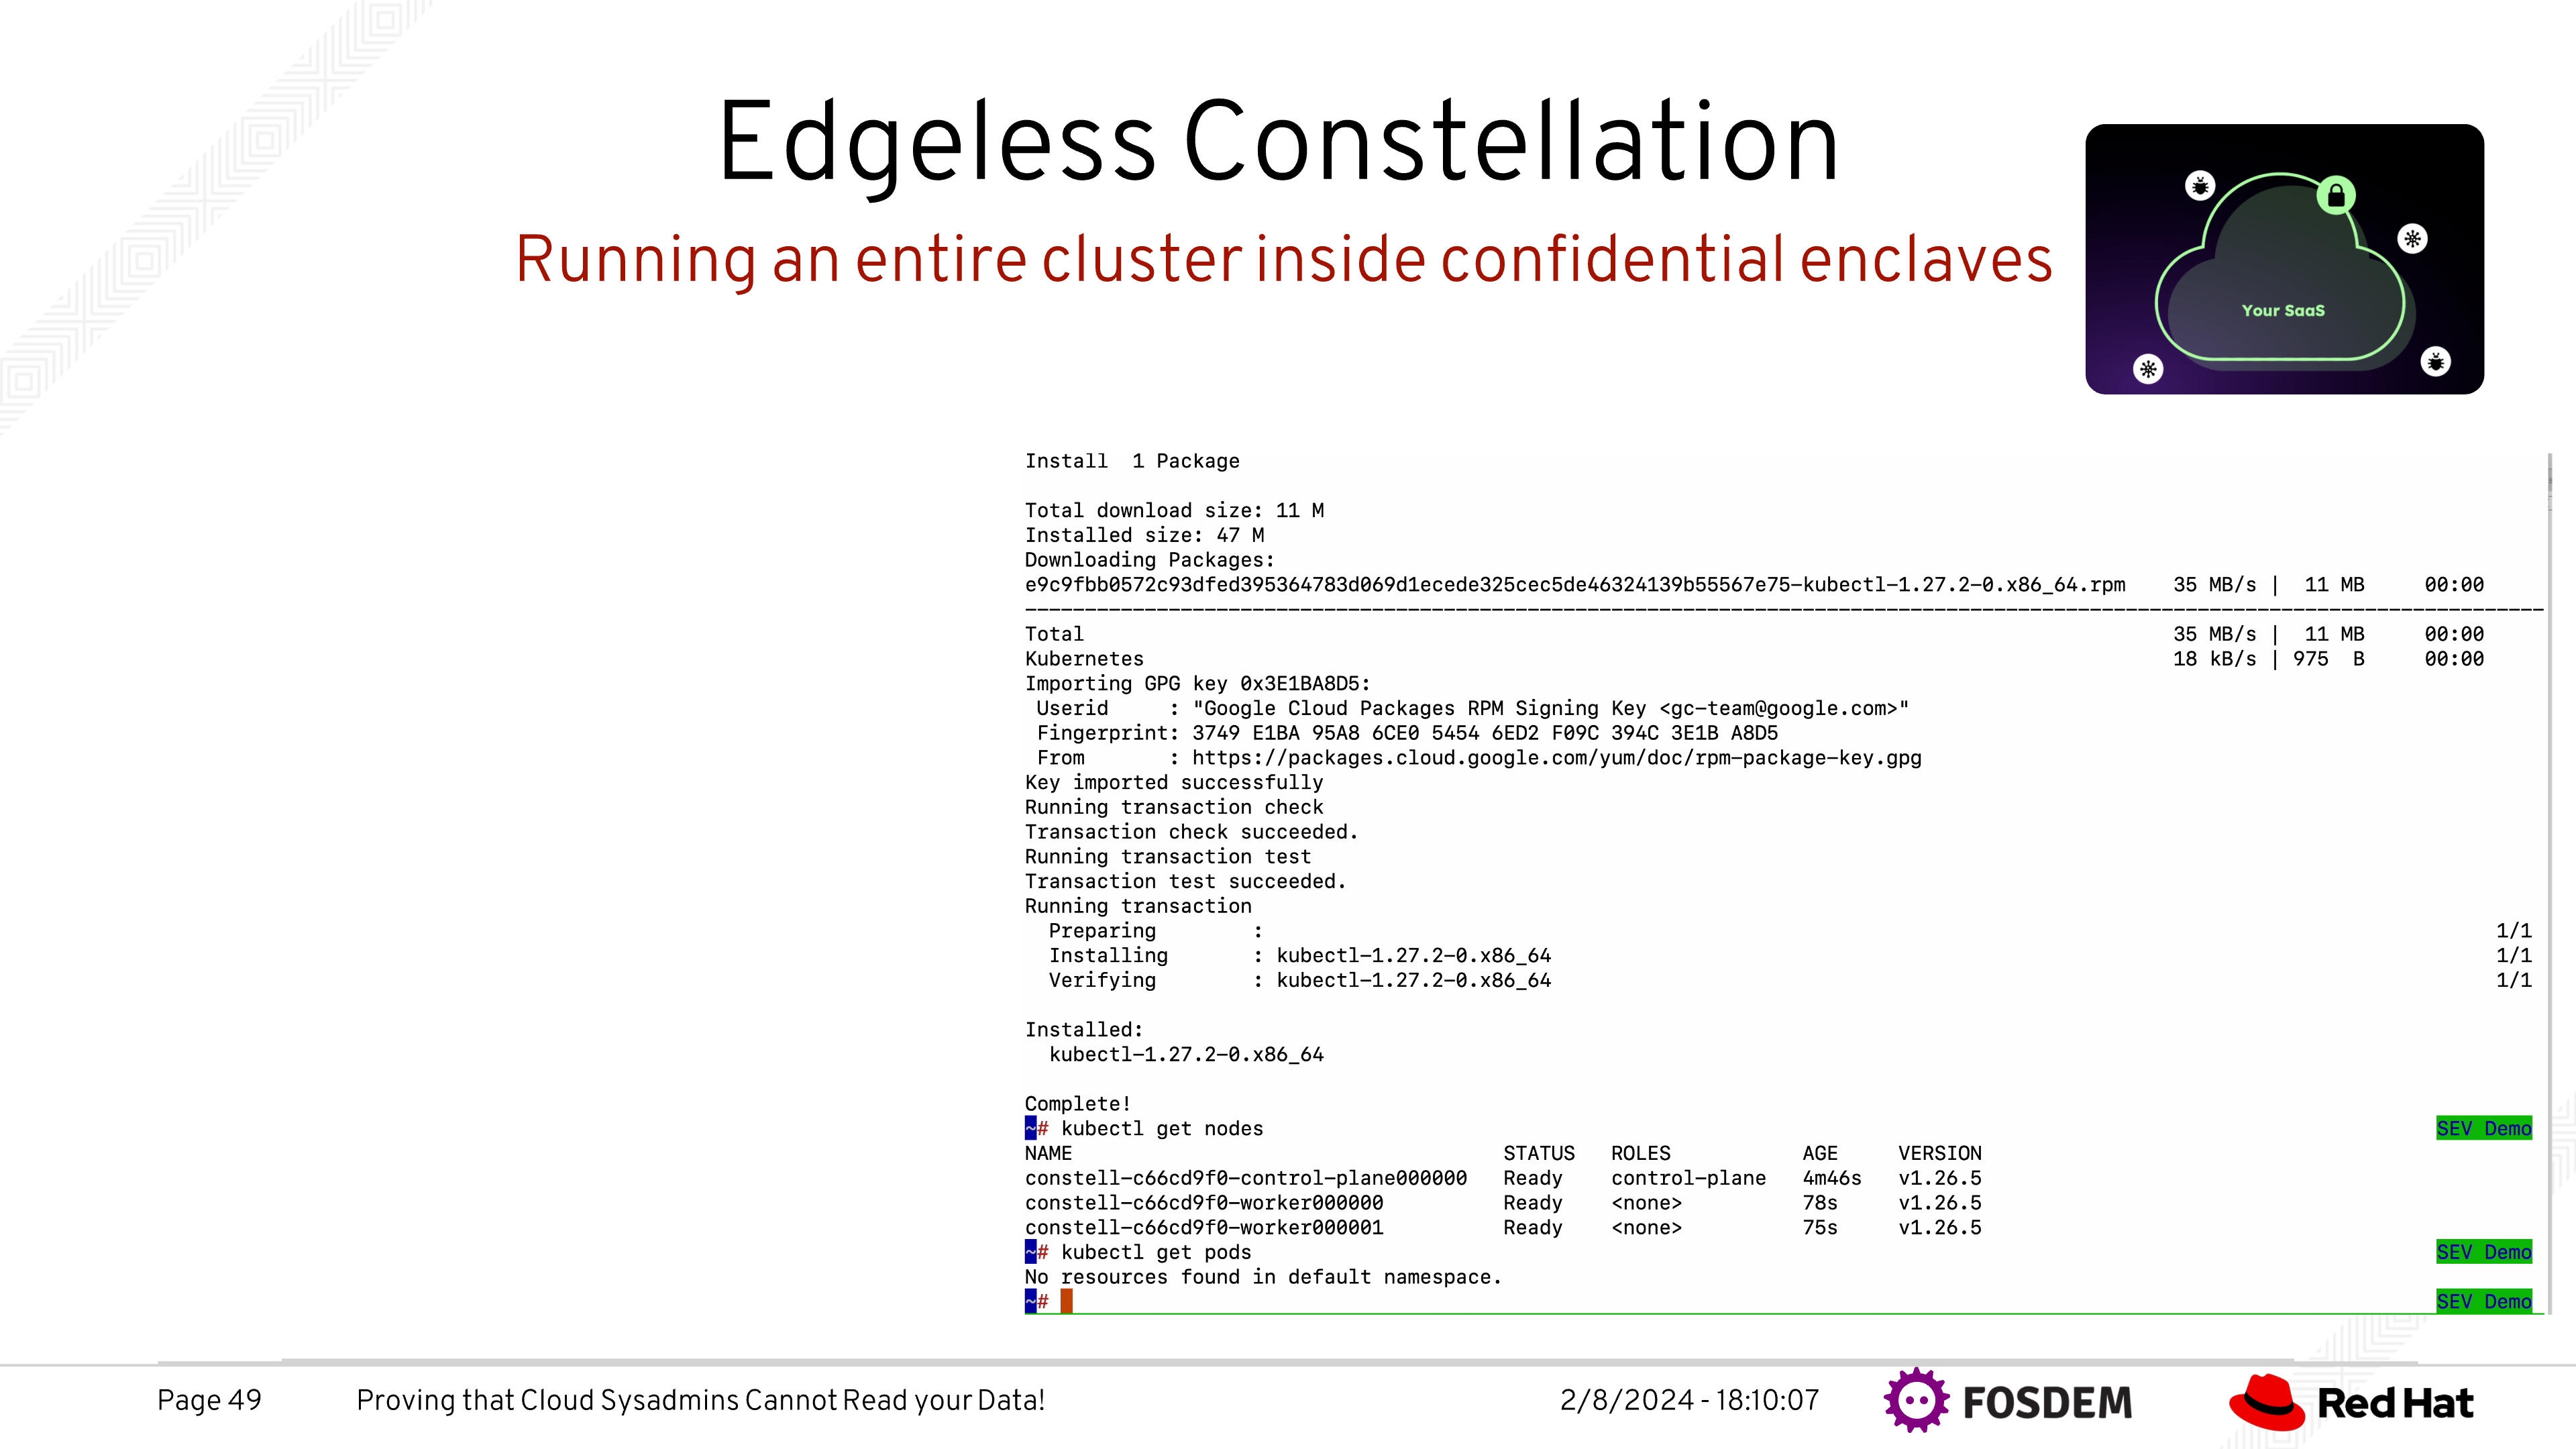 Edgeless Constellation
Running an entire cluster inside confidential enclaves
Your SaaS
Install  1 Package
Total download size: 11 M
Installed size: 47 M
Downloading Packages:
e9c9fbb0572c93dfed395364783d069d1ecede325cec5de46324139b55567e75-kubectl-1.27.2-0.x86_64.rpm    35 MB/s |  11 MB     00:00
--------------------------------------------------------------------------------
Total    35 MB/s |  11 MB     00:00
Kubernetes    18 kB/s | 975  B     00:00
Importing GPG key 0x3E1BA8D5:
 Userid     : "Google Cloud Packages RPM Signing Key <gc-team@google.com>"
 Fingerprint: 3749 E1BA 95A8 6CE0 5454 6ED2 F09C 394C 3E1B A8D5
 From       : https://packages.cloud.google.com/yum/doc/rpm-package-key.gpg
Key imported successfully
Running transaction check
Transaction check succeeded.
Running transaction test
Transaction test succeeded.
Running transaction
  Preparing        :    1/1
  Installing       : kubectl-1.27.2-0.x86_64    1/1
  Verifying        : kubectl-1.27.2-0.x86_64    1/1
Installed:
  kubectl-1.27.2-0.x86_64
Complete!
~# kubectl get nodes    SEV Demo
NAME                                    STATUS   ROLES           AGE     VERSION
constell-c66cd9f0-control-plane000000   Ready    control-plane   4m46s   v1.26.5
constell-c66cd9f0-worker000000          Ready    <none>          78s     v1.26.5
constell-c66cd9f0-worker000001          Ready    <none>          75s     v1.26.5
~# kubectl get pods    SEV Demo
No resources found in default namespace.
~#    SEV Demo
Page 49    Proving that Cloud Sysadmins Cannot Read your Data!    2/8/2024 - 18:10:07    FOSDEM    Red Hat